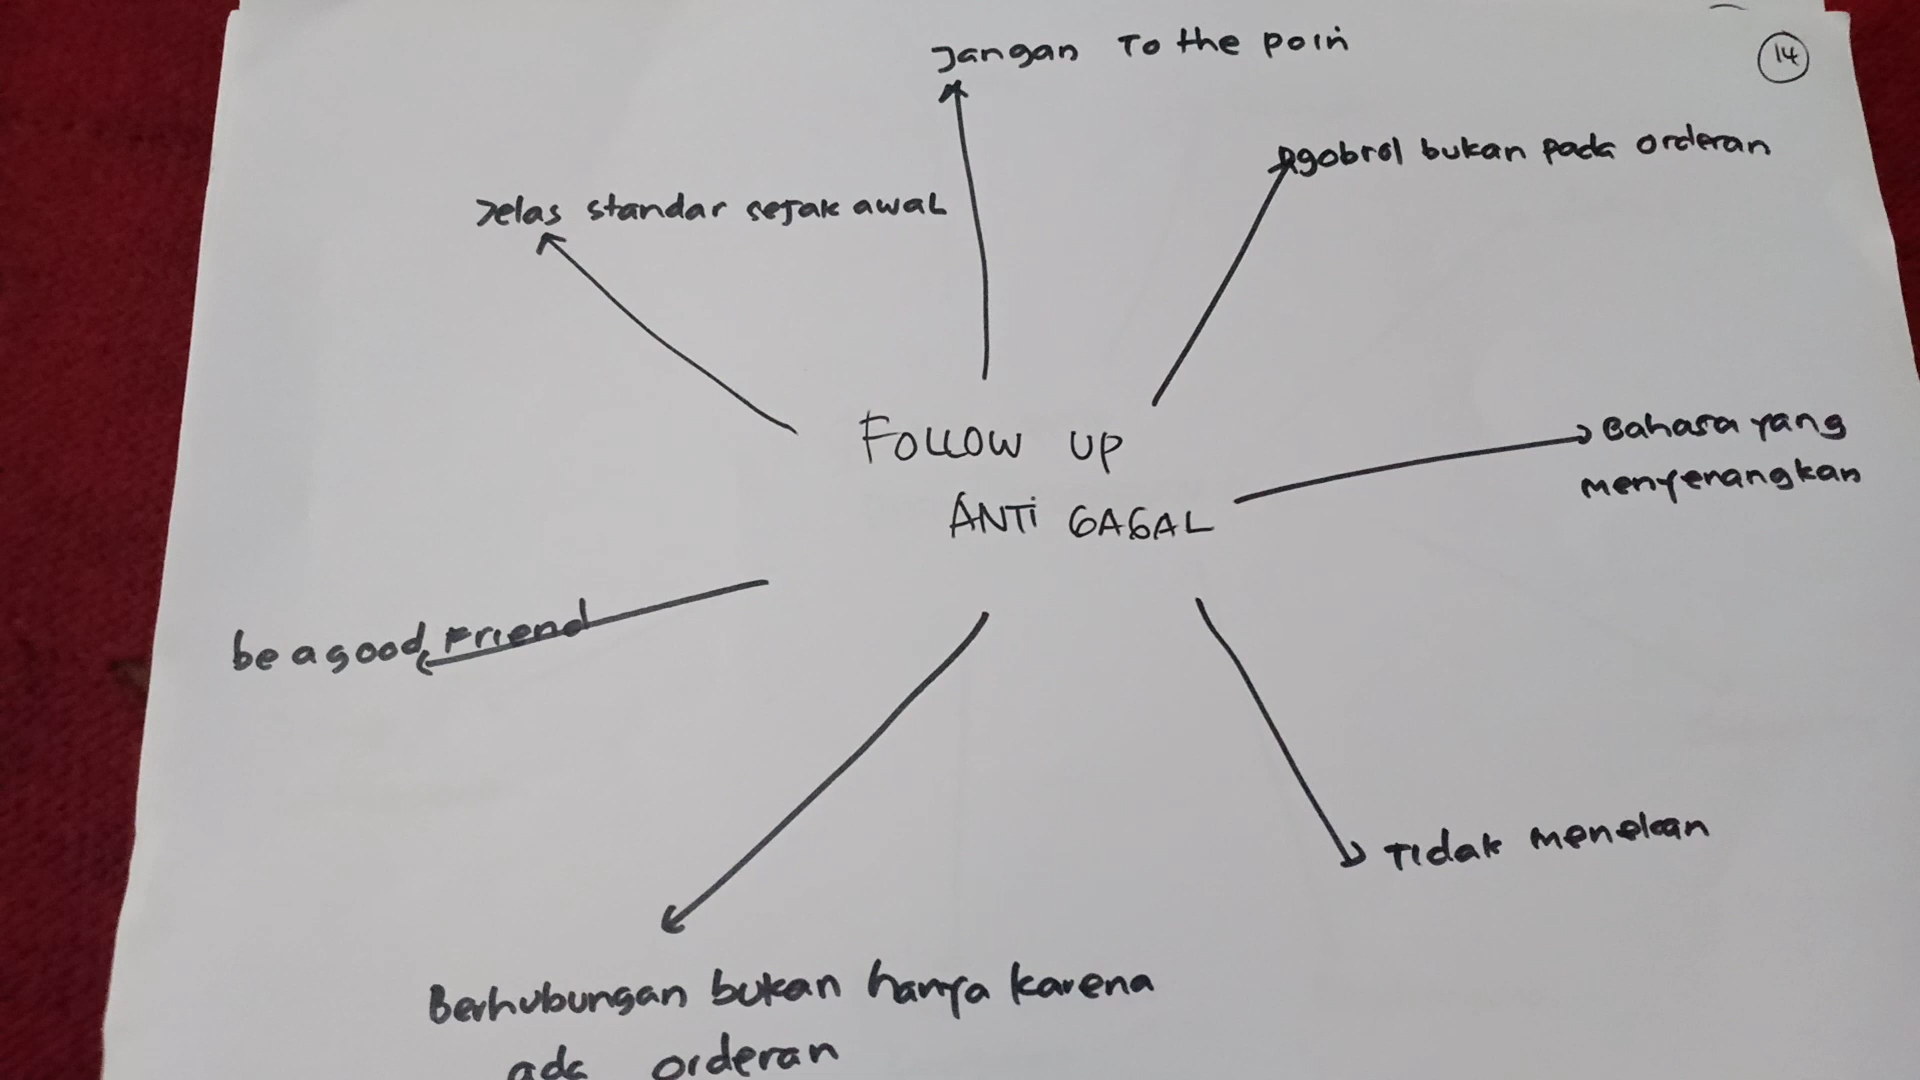 14
Jangan To the poin
ngobrol bukan pada orderan
Jelas standar sejak awal
Follow up
ANTi GAGAL
Bahasa yang
menyenangkan
be a good Friend
Tidak menekan
Berhubungan bukan hanya karena
ada orderan